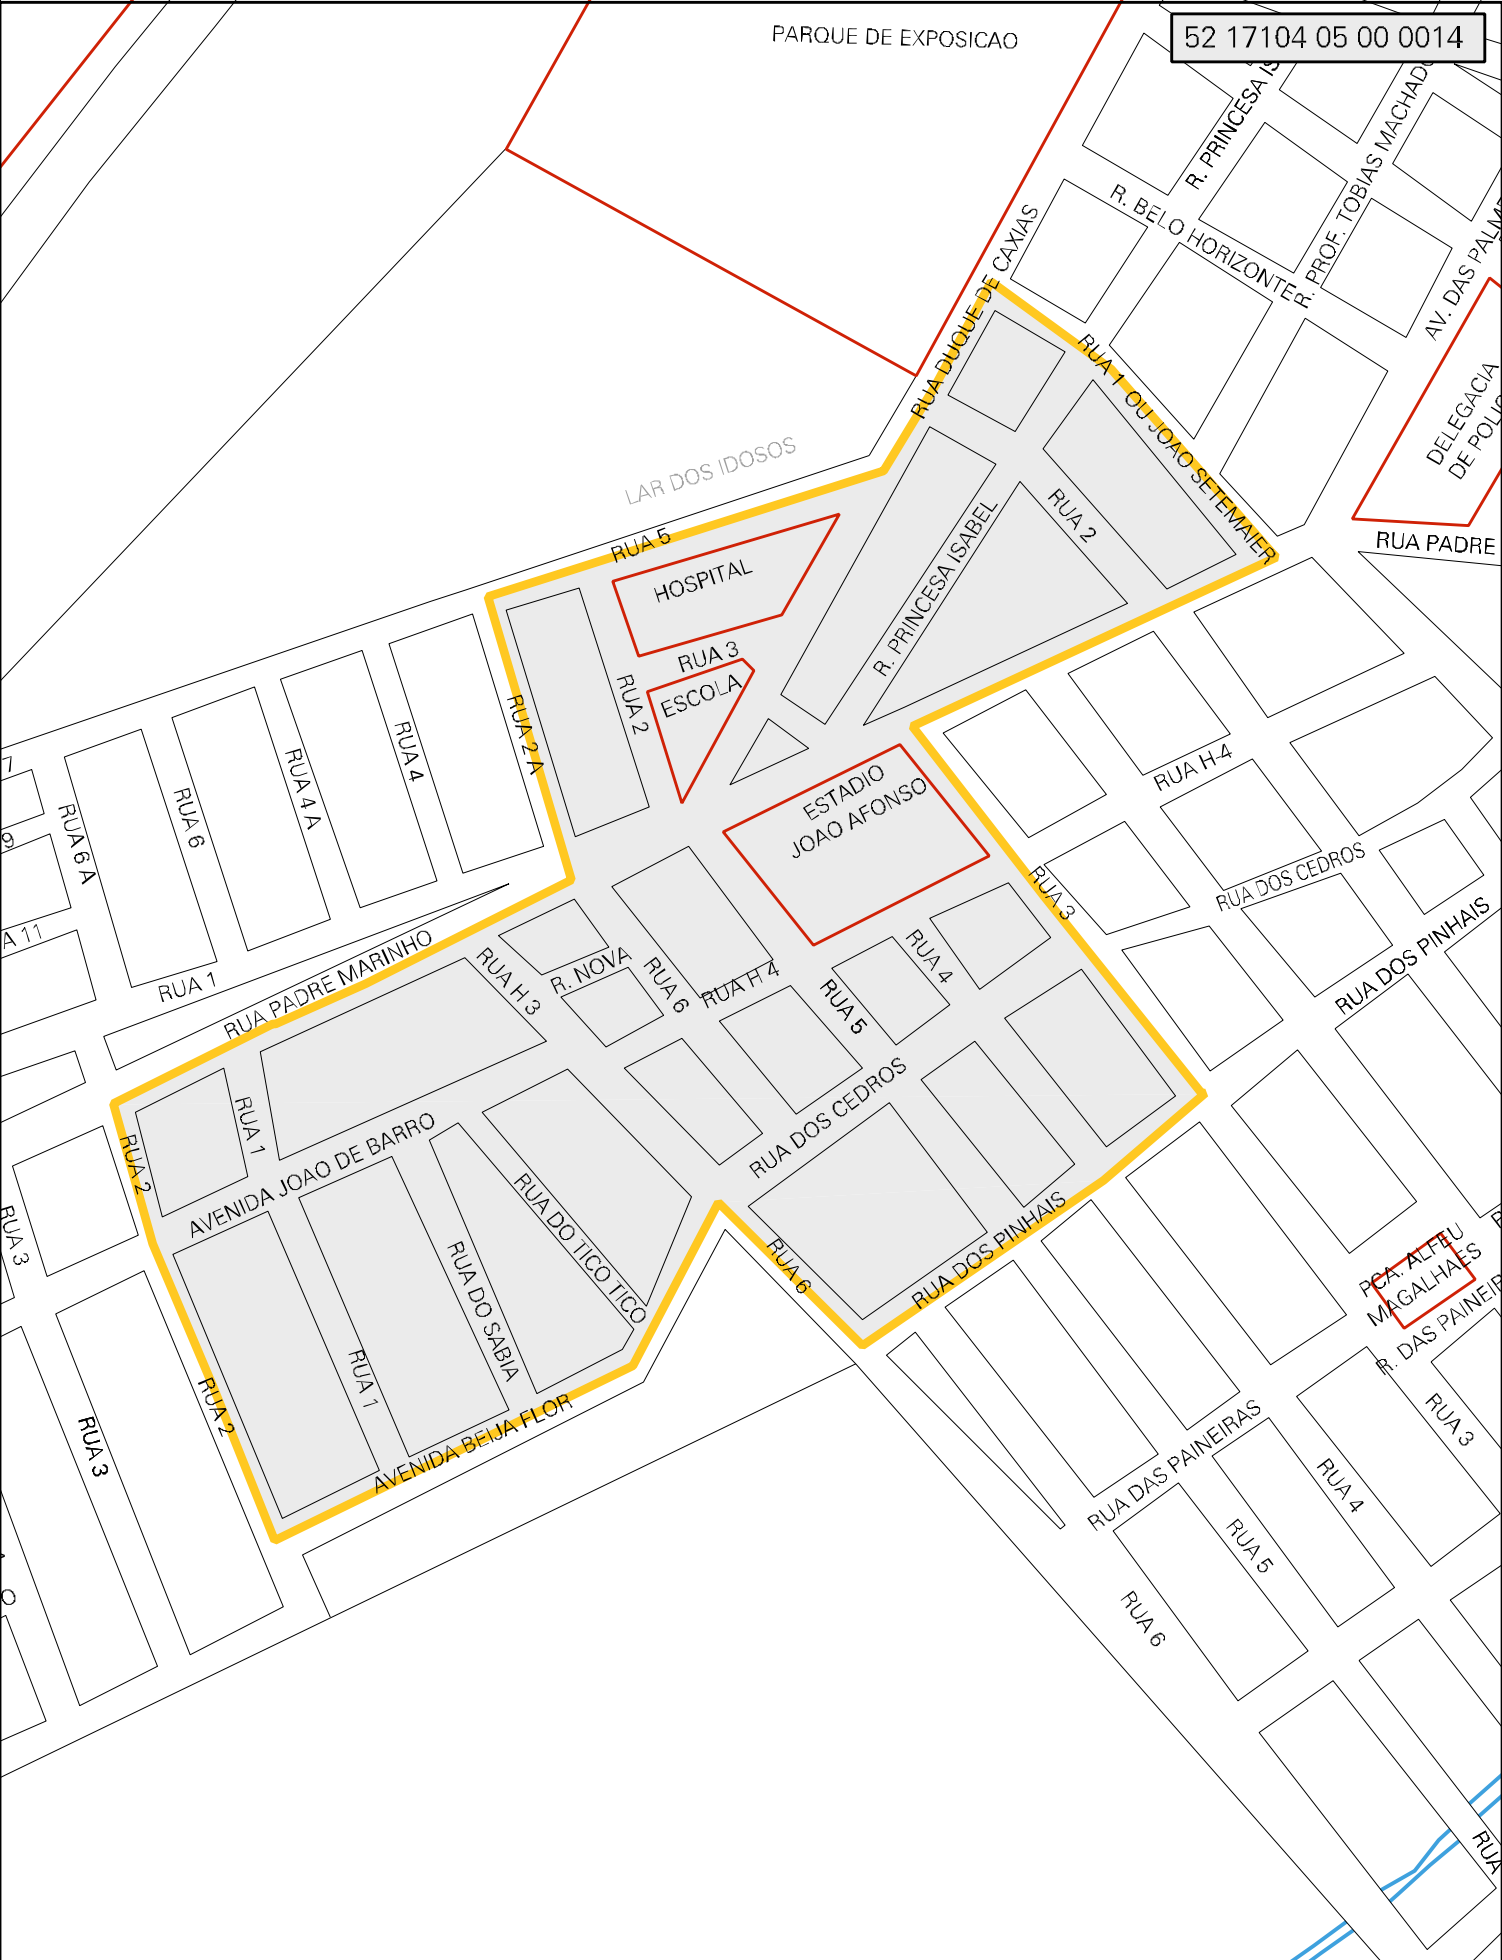 PARQUE DE EXPOSICAO
52 17104 05 00 0014
R. PRINCESA IS
R. PROF. TOBIAS MACHADO
R. BELO HORIZONTE
AV. DAS PALME
RUA DUQUE DE CAXIAS
RUA 1 OU JOAO SETEMAIER
DELEGACIA
DE POLIC
LAR DOS IDOSOS
RUA 5
RUA 2
R. PRINCESA ISABEL
RUA PADRE
HOSPITAL
RUA 3
ESCOLA
RUA 2
RUA 2 A
RUA 4
RUA 4 A
RUA 6
RUA 6 A
7
9
A 11
ESTADIO
JOAO AFONSO
RUA H-4
RUA DOS CEDROS
RUA 3
RUA DOS PINHAIS
RUA 1
RUA PADRE MARINHO
RUA H 3
R. NOVA
RUA 6
RUA H 4
RUA 5
RUA 4
RUA DOS CEDROS
RUA 1
RUA 2
AVENIDA JOAO DE BARRO
RUA 3
RUA DO TICO TICO
RUA DO SABIA
RUA 6
RUA DOS PINHAIS
PCA. ALFEU
MAGALHAES
R. DAS PAINEIR
RUA 1
RUA 2
RUA 3
AVENIDA BEIJA FLOR
RUA DAS PAINEIRAS
RUA 3
RUA 4
RUA 5
RUA 6
O
RUA